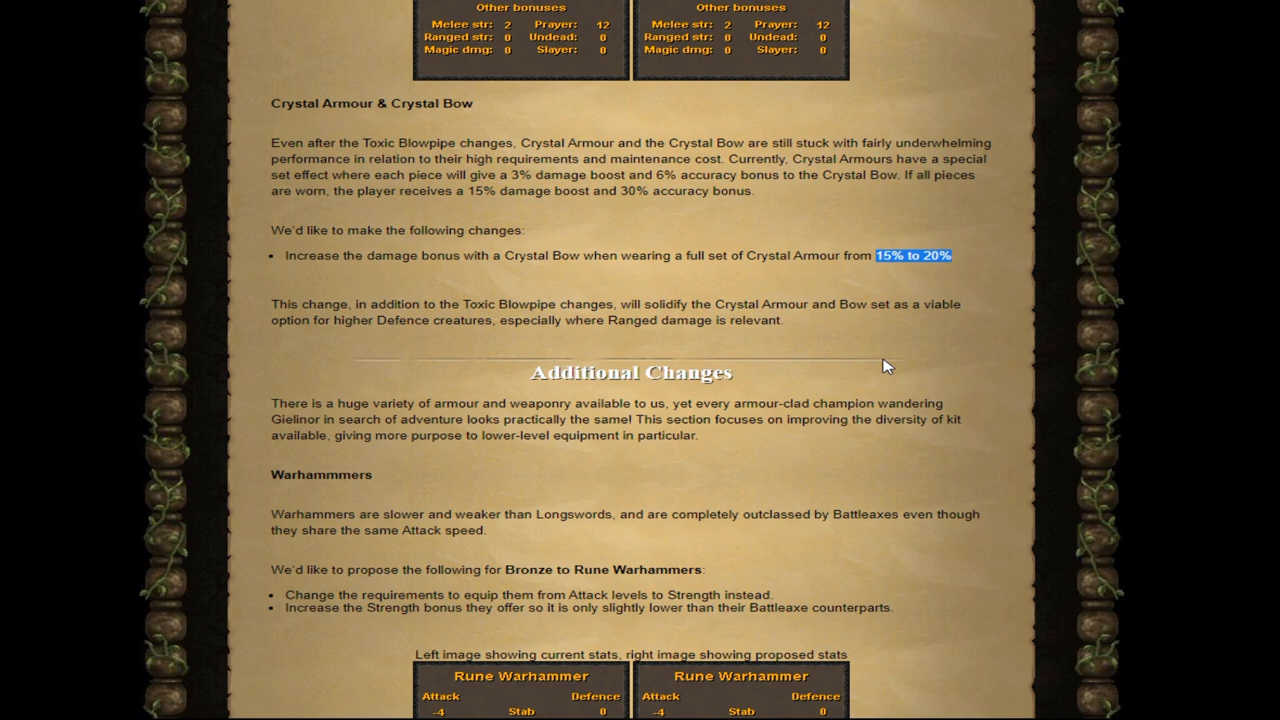 Other bonuses Other bonuses
Melee str: 2 Prayer: 12 Melee str: 2 Prayer: 12
Ranged str: 0 Undead: 0 Ranged str: 0 Undead: 0
Magic dmg: 0 Slayer: 0 Magic dmg: 0 Slayer: 0
Crystal Armour & Crystal Bow
Even after the Toxic Blowpipe changes, Crystal Armour and the Crystal Bow are still stuck with fairly underwhelming
performance in relation to their high requirements and maintenance cost. Currently, Crystal Armours have a special
set effect where each piece will give a 3% damage boost and 6% accuracy bonus to the Crystal Bow. If all pieces
are worn, the player receives a 15% damage boost and 30% accuracy bonus.
We'd like to make the following changes:
• Increase the damage bonus with a Crystal Bow when wearing a full set of Crystal Armour from 15% to 20%
This change, in addition to the Toxic Blowpipe changes, will solidify the Crystal Armour and Bow set as a viable
option for higher Defence creatures, especially where Ranged damage is relevant.
Additional Changes
There is a huge variety of armour and weaponry available to us, yet every armour-clad champion wandering
Gielinor in search of adventure looks practically the same! This section focuses on improving the diversity of kit
available, giving more purpose to lower-level equipment in particular.
Warhammmers
Warhammers are slower and weaker than Longswords, and are completely outclassed by Battleaxes even though
they share the same Attack speed.
We'd like to propose the following for Bronze to Rune Warhammers:
• Change the requirements to equip them from Attack levels to Strength instead.
• Increase the Strength bonus they offer so it is only slightly lower than their Battleaxe counterparts.
Left image showing current stats, right image showing proposed stats
Rune Warhammer Rune Warhammer
Attack Defence Attack Defence
-4 Stab 0 -4 Stab 0